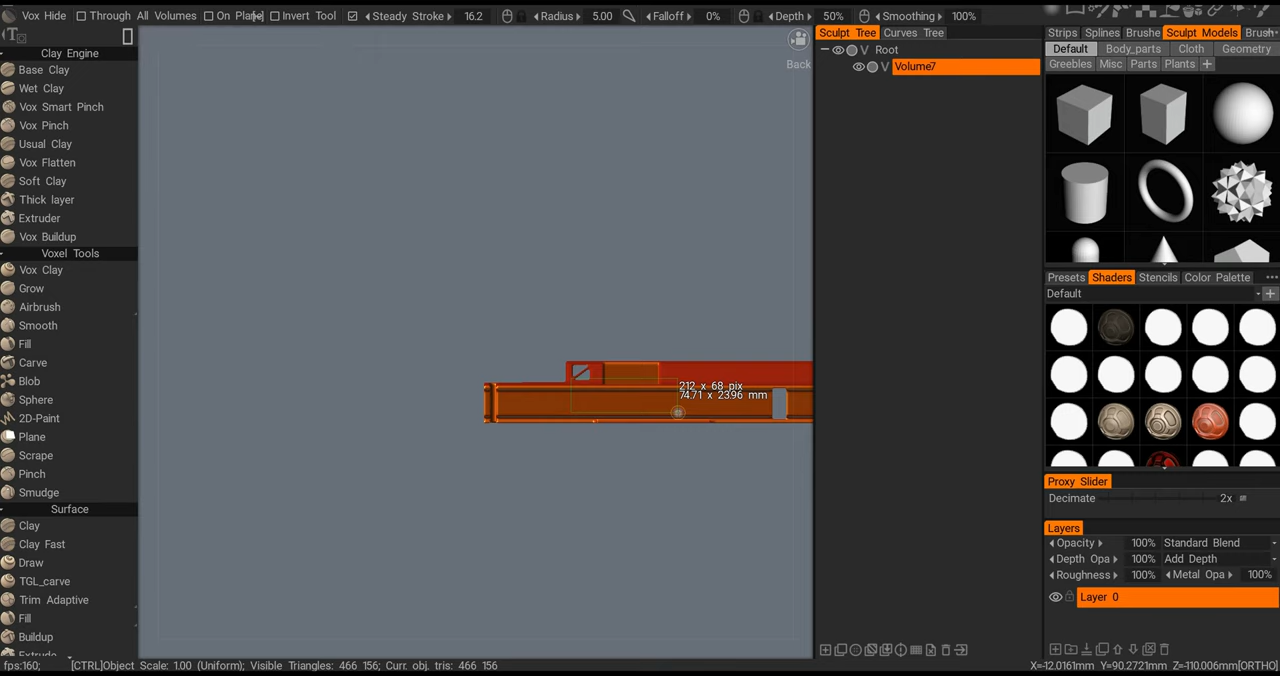 Vox Hide Through All Volumes On Plane Invert Tool Steady Stroke 16.2 Radius 5.00 Falloff 0% Depth 50% Smoothing 100%
Clay Engine
Base Clay
Wet Clay
Vox Smart Pinch
Vox Pinch
Usual Clay
Vox Flatten
Soft Clay
Thick layer
Extruder
Vox Buildup
Voxel Tools
Vox Clay
Grow
Airbrush
Smooth
Fill
Carve
Blob
Sphere
2D-Paint
Plane
Scrape
Pinch
Smudge
Surface
Clay
Clay Fast
Draw
TGL_carve
Trim Adaptive
Fill
Buildup
Back
212 x 68 pix
74.71 x 23.96 mm
Sculpt Tree Curves Tree
Root
Volume7
Strips Splines Brushe Sculpt Models Brush
Default Body_parts Cloth Geometry
Greebles Misc Parts Plants +
Presets Shaders Stencils Color Palette
Default
Proxy Slider
Decimate 2x
Layers
Opacity 100% Standard Blend
Depth Opa 100% Add Depth
Roughness 100% Metal Opa 100%
Layer 0
fps:160; [CTRL]Object Scale: 1.00 (Uniform); Visible Triangles: 466 156; Curr. obj. tris: 466 156
X=-12.0161mm Y=90.2721mm Z=-110.006mm[ORTHO]